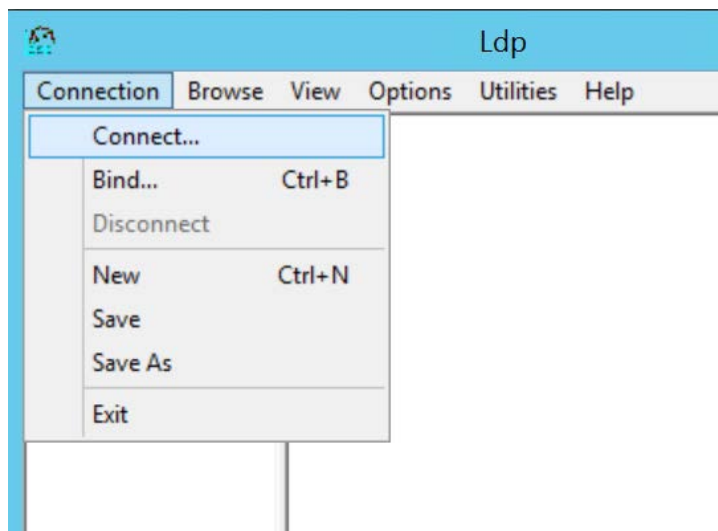 Ldp
Connection Browse View Options Utilities Help
Connect...
Bind... Ctrl+B
Disconnect
New Ctrl+N
Save
Save As
Exit